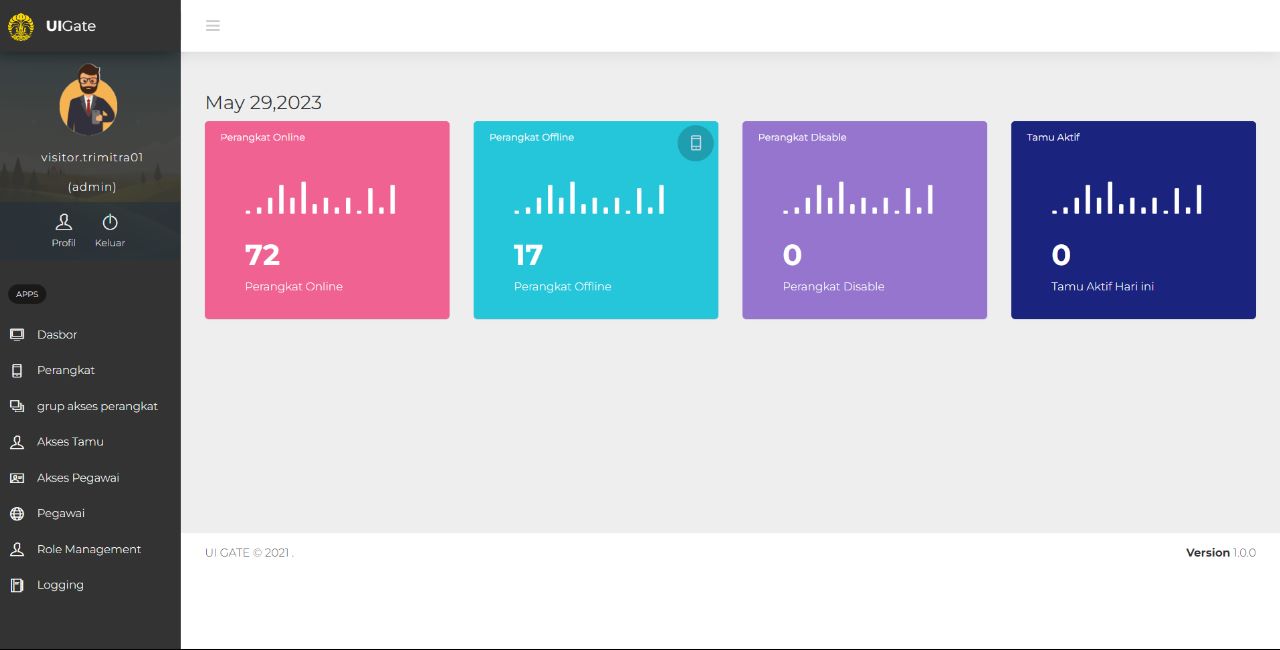 UIGate
visitor.trimitra01
(admin)
Profil
Keluar
APPS
Dasbor
Perangkat
grup akses perangkat
Akses Tamu
Akses Pegawai
Pegawai
Role Management
Logging
May 29,2023
Perangkat Online
72
Perangkat Online
Perangkat Offline
17
Perangkat Offline
Perangkat Disable
0
Perangkat Disable
Tamu Aktif
0
Tamu Aktif Hari ini
UI GATE © 2021 .
Version 1.0.0